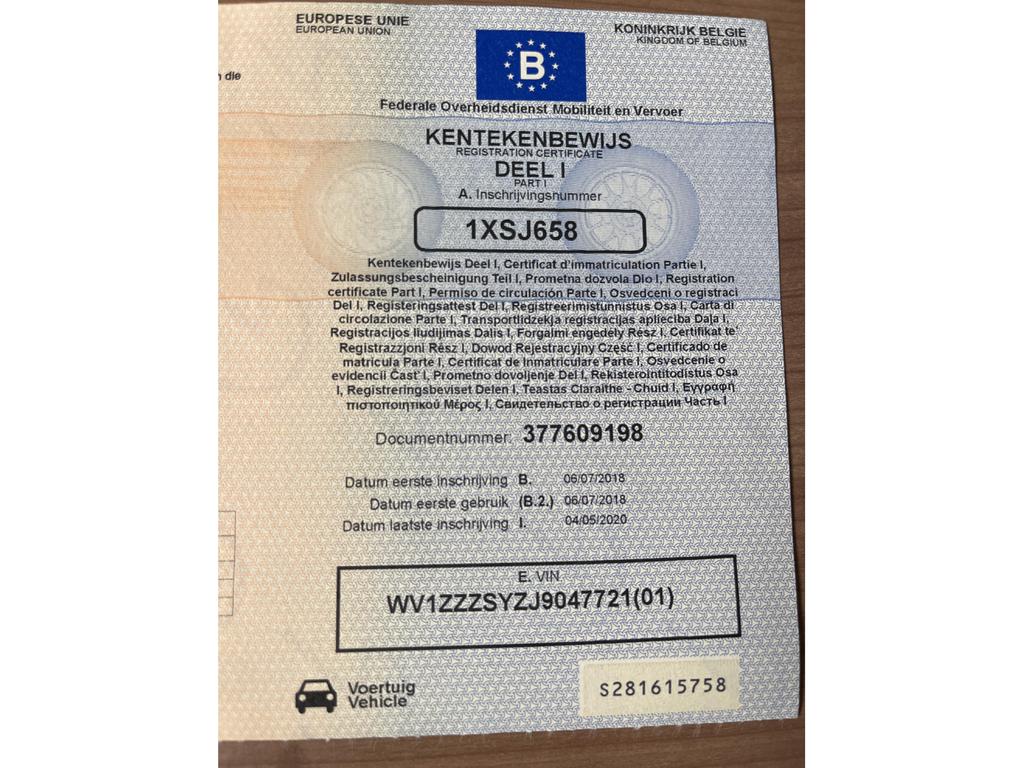 EUROPESE UNIE
EUROPEAN UNION
KONINKRIJK BELGIE
KINGDOM OF BELGIUM
B
die
Federale Overheidsdienst Mobiliteit en Vervoer
KENTEKENBEWIJS
REGISTRATION CERTIFICATE
DEEL I
PART I
A. Inschrijvingsnummer
1XSJ658
Kentekenbewijs Deel I, Certificat d'immatriculation Partie I,
Zulassungsbescheinigung Teil I, Prometna dozvola Dio I, Registration
certificate Part I, Permiso de circulación Parte I, Osvedceni o registraci
Del I, Registeringsattest Del I, Registreerimistunnistus Osa I, Carta di
circolazione Parte I, Transportlidzekja registracijas aplieciba Daļa I,
Registracijos liudijimas Dalis I, Forgalmi engedély Rész I, Certifikat te'
Registrazzjoni Rész I, Dowod Rejestracyjny Część I, Certificado de
matricula Parte I, Certificat de Inmatriculare Parte I, Osvedcenie o
evidencii Čast' I, Prometno dovoljenje Del I, Rekisterointitodistus Osa
I, Registreringsbeviset Delen I, Teastas Claraithe - Chuid I, Εγγραφή
πιστοποιητικού Μέρος I, Свидетельство о регистрации Часть I
Documentnummer: 377609198
Datum eerste inschrijving B. 06/07/2018
Datum eerste gebruik (B.2.) 06/07/2018
Datum laatste inschrijving I. 04/05/2020
E. VIN
WV1ZZZSYZJ9047721(01)
Voertuig
Vehicle
S281615758